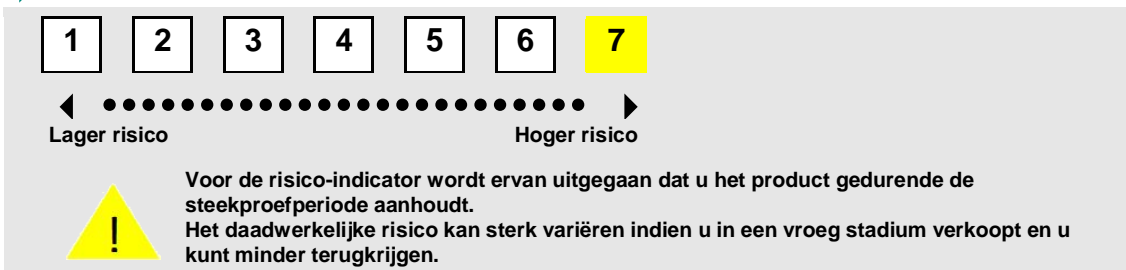 1 2 3 4 5 6 7
Lager risico Hoger risico
Voor de risico-indicator wordt ervan uitgegaan dat u het product gedurende de
steekproefperiode aanhoudt.
!
Het daadwerkelijke risico kan sterk variëren indien u in een vroeg stadium verkoopt en u
kunt minder terugkrijgen.